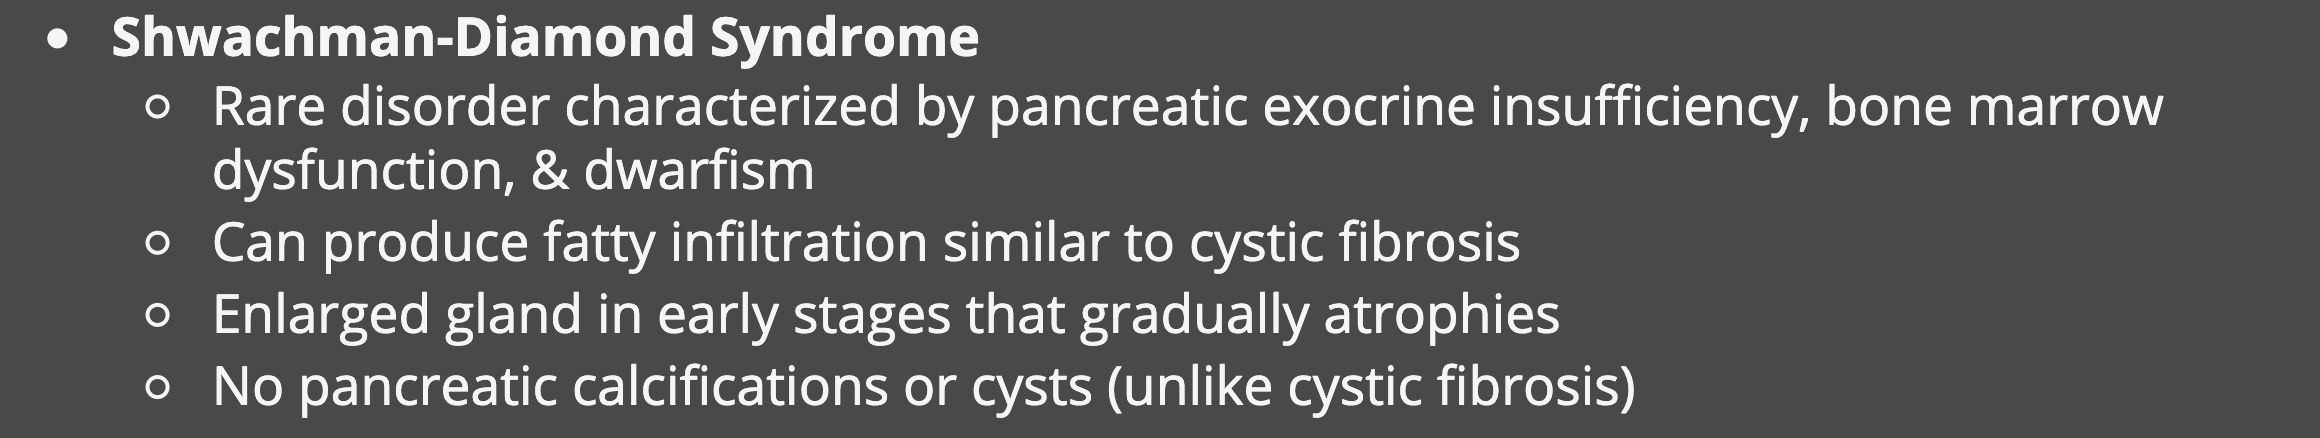 • Shwachman-Diamond Syndrome
◦ Rare disorder characterized by pancreatic exocrine insufficiency, bone marrow
dysfunction, & dwarfism
◦ Can produce fatty infiltration similar to cystic fibrosis
◦ Enlarged gland in early stages that gradually atrophies
◦ No pancreatic calcifications or cysts (unlike cystic fibrosis)